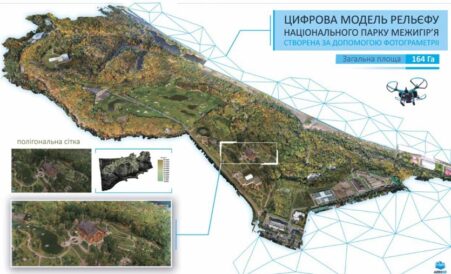 ЦИФРОВА МОДЕЛЬ РЕЛЬЄФУ
НАЦІОНАЛЬНОГО ПАРКУ МЕЖИГІР'Я
СТВОРЕНА ЗА ДОПОМОГОЮ ФОТОГРАМЕТРІЇ
Загальна площа 164 Га
полігональна сітка